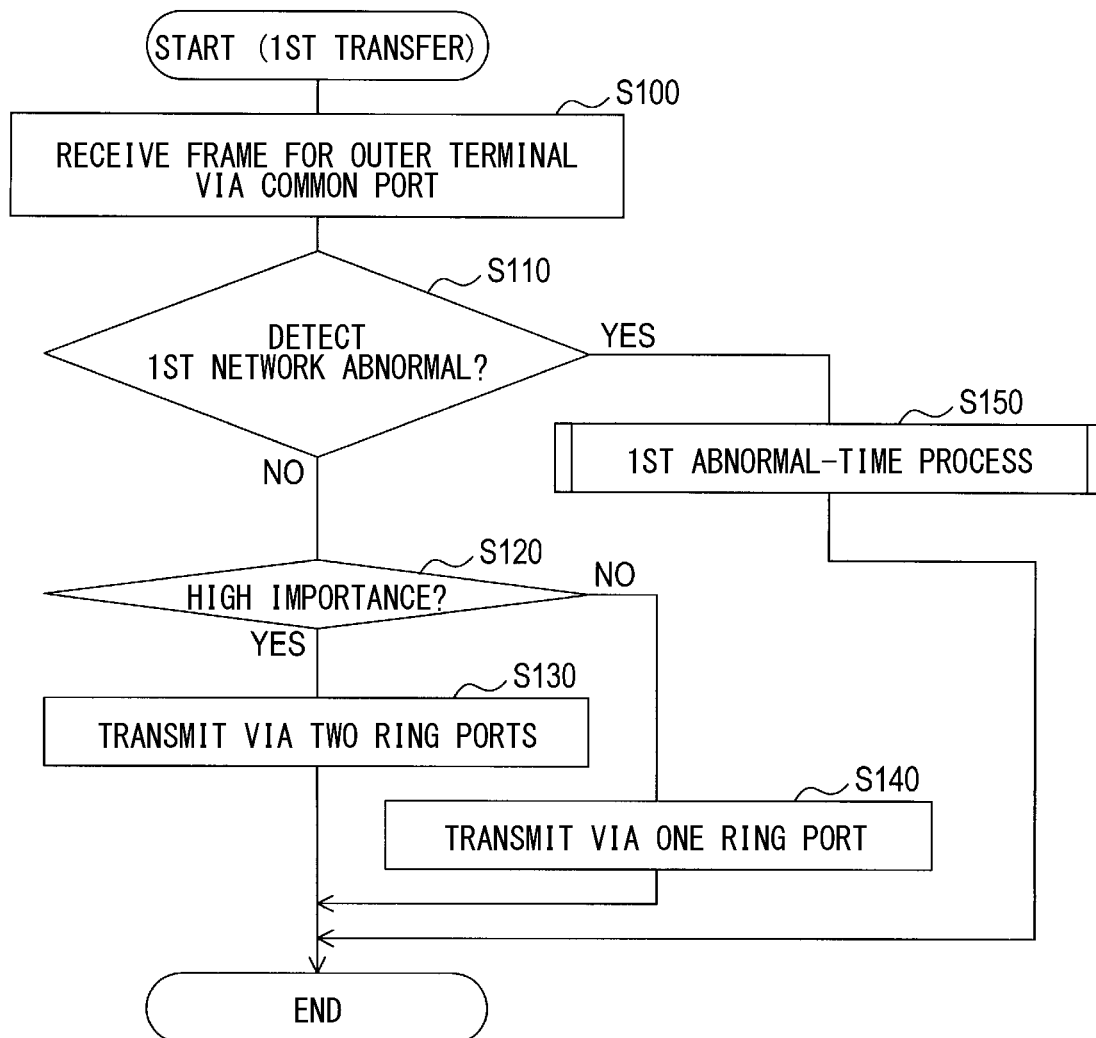 START (1ST TRANSFER)
S100
RECEIVE FRAME FOR OUTER TERMINAL
VIA COMMON PORT
S110
DETECT
1ST NETWORK ABNORMAL?
YES
NO
S150
1ST ABNORMAL-TIME PROCESS
S120
HIGH IMPORTANCE?
NO
YES
S130
TRANSMIT VIA TWO RING PORTS
S140
TRANSMIT VIA ONE RING PORT
END